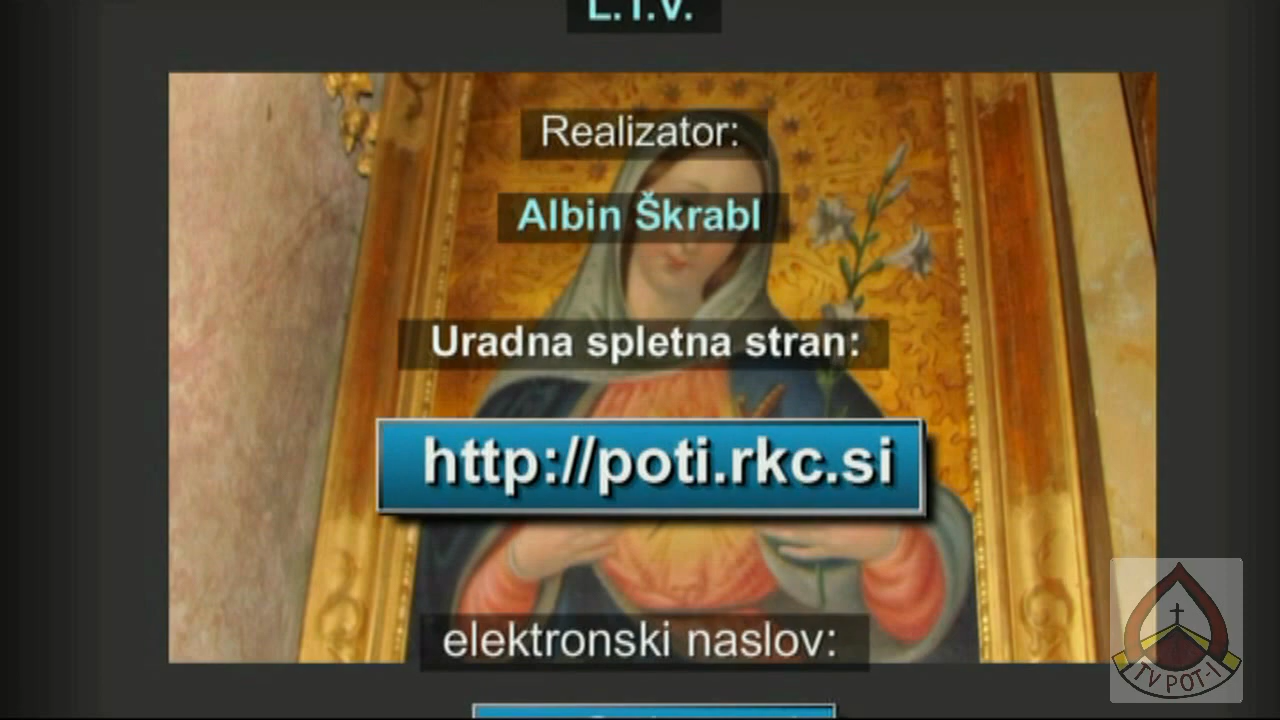 L.T.V.
Realizator:
Albin Škrabl
Uradna spletna stran:
http://poti.rkc.si
elektronski naslov:
TV POT-I